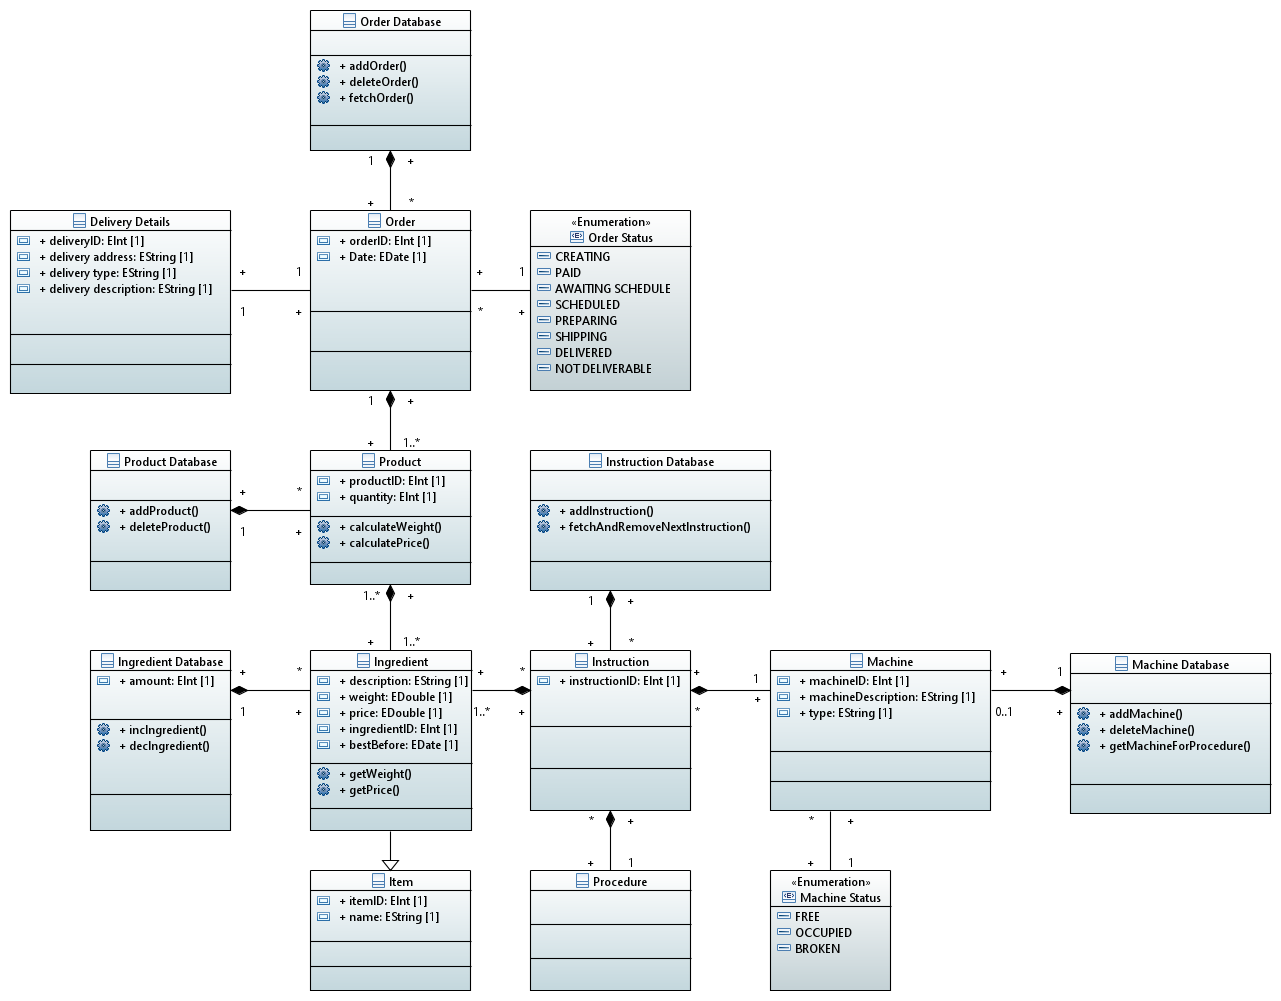 Order Database
+ addOrder()
+ deleteOrder()
+ fetchOrder()
1 +
+ *
Delivery Details
+ deliveryID: EInt [1]
+ delivery address: EString [1]
+ delivery type: EString [1]
+ delivery description: EString [1]
+ 1
1 +
Order
+ orderID: EInt [1]
+ Date: EDate [1]
+ 1
* +
«Enumeration»
Order Status
CREATING
PAID
AWAITING SCHEDULE
SCHEDULED
PREPARING
SHIPPING
DELIVERED
NOT DELIVERABLE
1 +
+ 1..*
Product Database
+ addProduct()
+ deleteProduct()
+ *
1 +
Product
+ productID: EInt [1]
+ quantity: EInt [1]
+ calculateWeight()
+ calculatePrice()
Instruction Database
+ addInstruction()
+ fetchAndRemoveNextInstruction()
1..* +
+ 1..*
1 +
+ *
Ingredient Database
+ amount: EInt [1]
+ incIngredient()
+ decIngredient()
+ *
1 +
Ingredient
+ description: EString [1]
+ weight: EDouble [1]
+ price: EDouble [1]
+ ingredientID: EInt [1]
+ bestBefore: EDate [1]
+ getWeight()
+ getPrice()
+ *
1..* +
Instruction
+ instructionID: EInt [1]
+ 1
* +
Machine
+ machineID: EInt [1]
+ machineDescription: EString [1]
+ type: EString [1]
+ 1
0..1 +
Machine Database
+ addMachine()
+ deleteMachine()
+ getMachineForProcedure()
* +
+ 1
* +
+ 1
Item
+ itemID: EInt [1]
+ name: EString [1]
Procedure
«Enumeration»
Machine Status
FREE
OCCUPIED
BROKEN